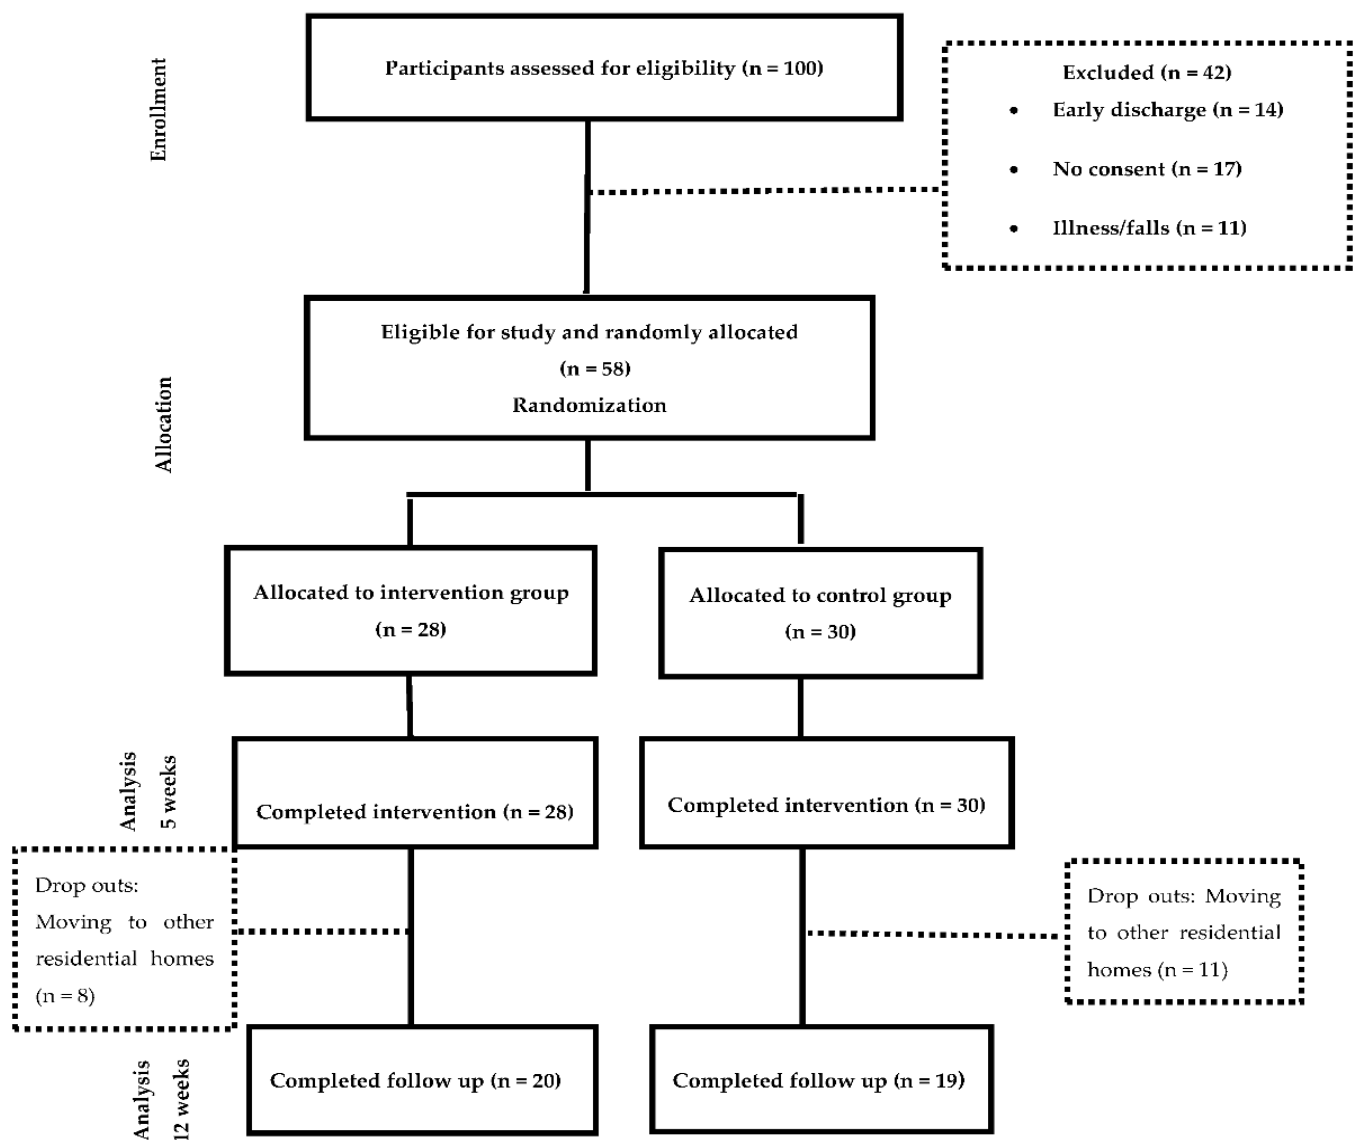 Enrollment
Participants assessed for eligibility (n = 100)
Excluded (n = 42)
• Early discharge (n = 14)
• No consent (n = 17)
• Illness/falls (n = 11)
Allocation
Eligible for study and randomly allocated
(n = 58)
Randomization
Allocated to intervention group
(n = 28)
Allocated to control group
(n = 30)
Analysis
5 weeks
Completed intervention (n = 28)
Completed intervention (n = 30)
Drop outs:
Moving to other
residential homes
(n = 8)
Drop outs: Moving
to other residential
homes (n = 11)
Analysis
12 weeks
Completed follow up (n = 20)
Completed follow up (n = 19)